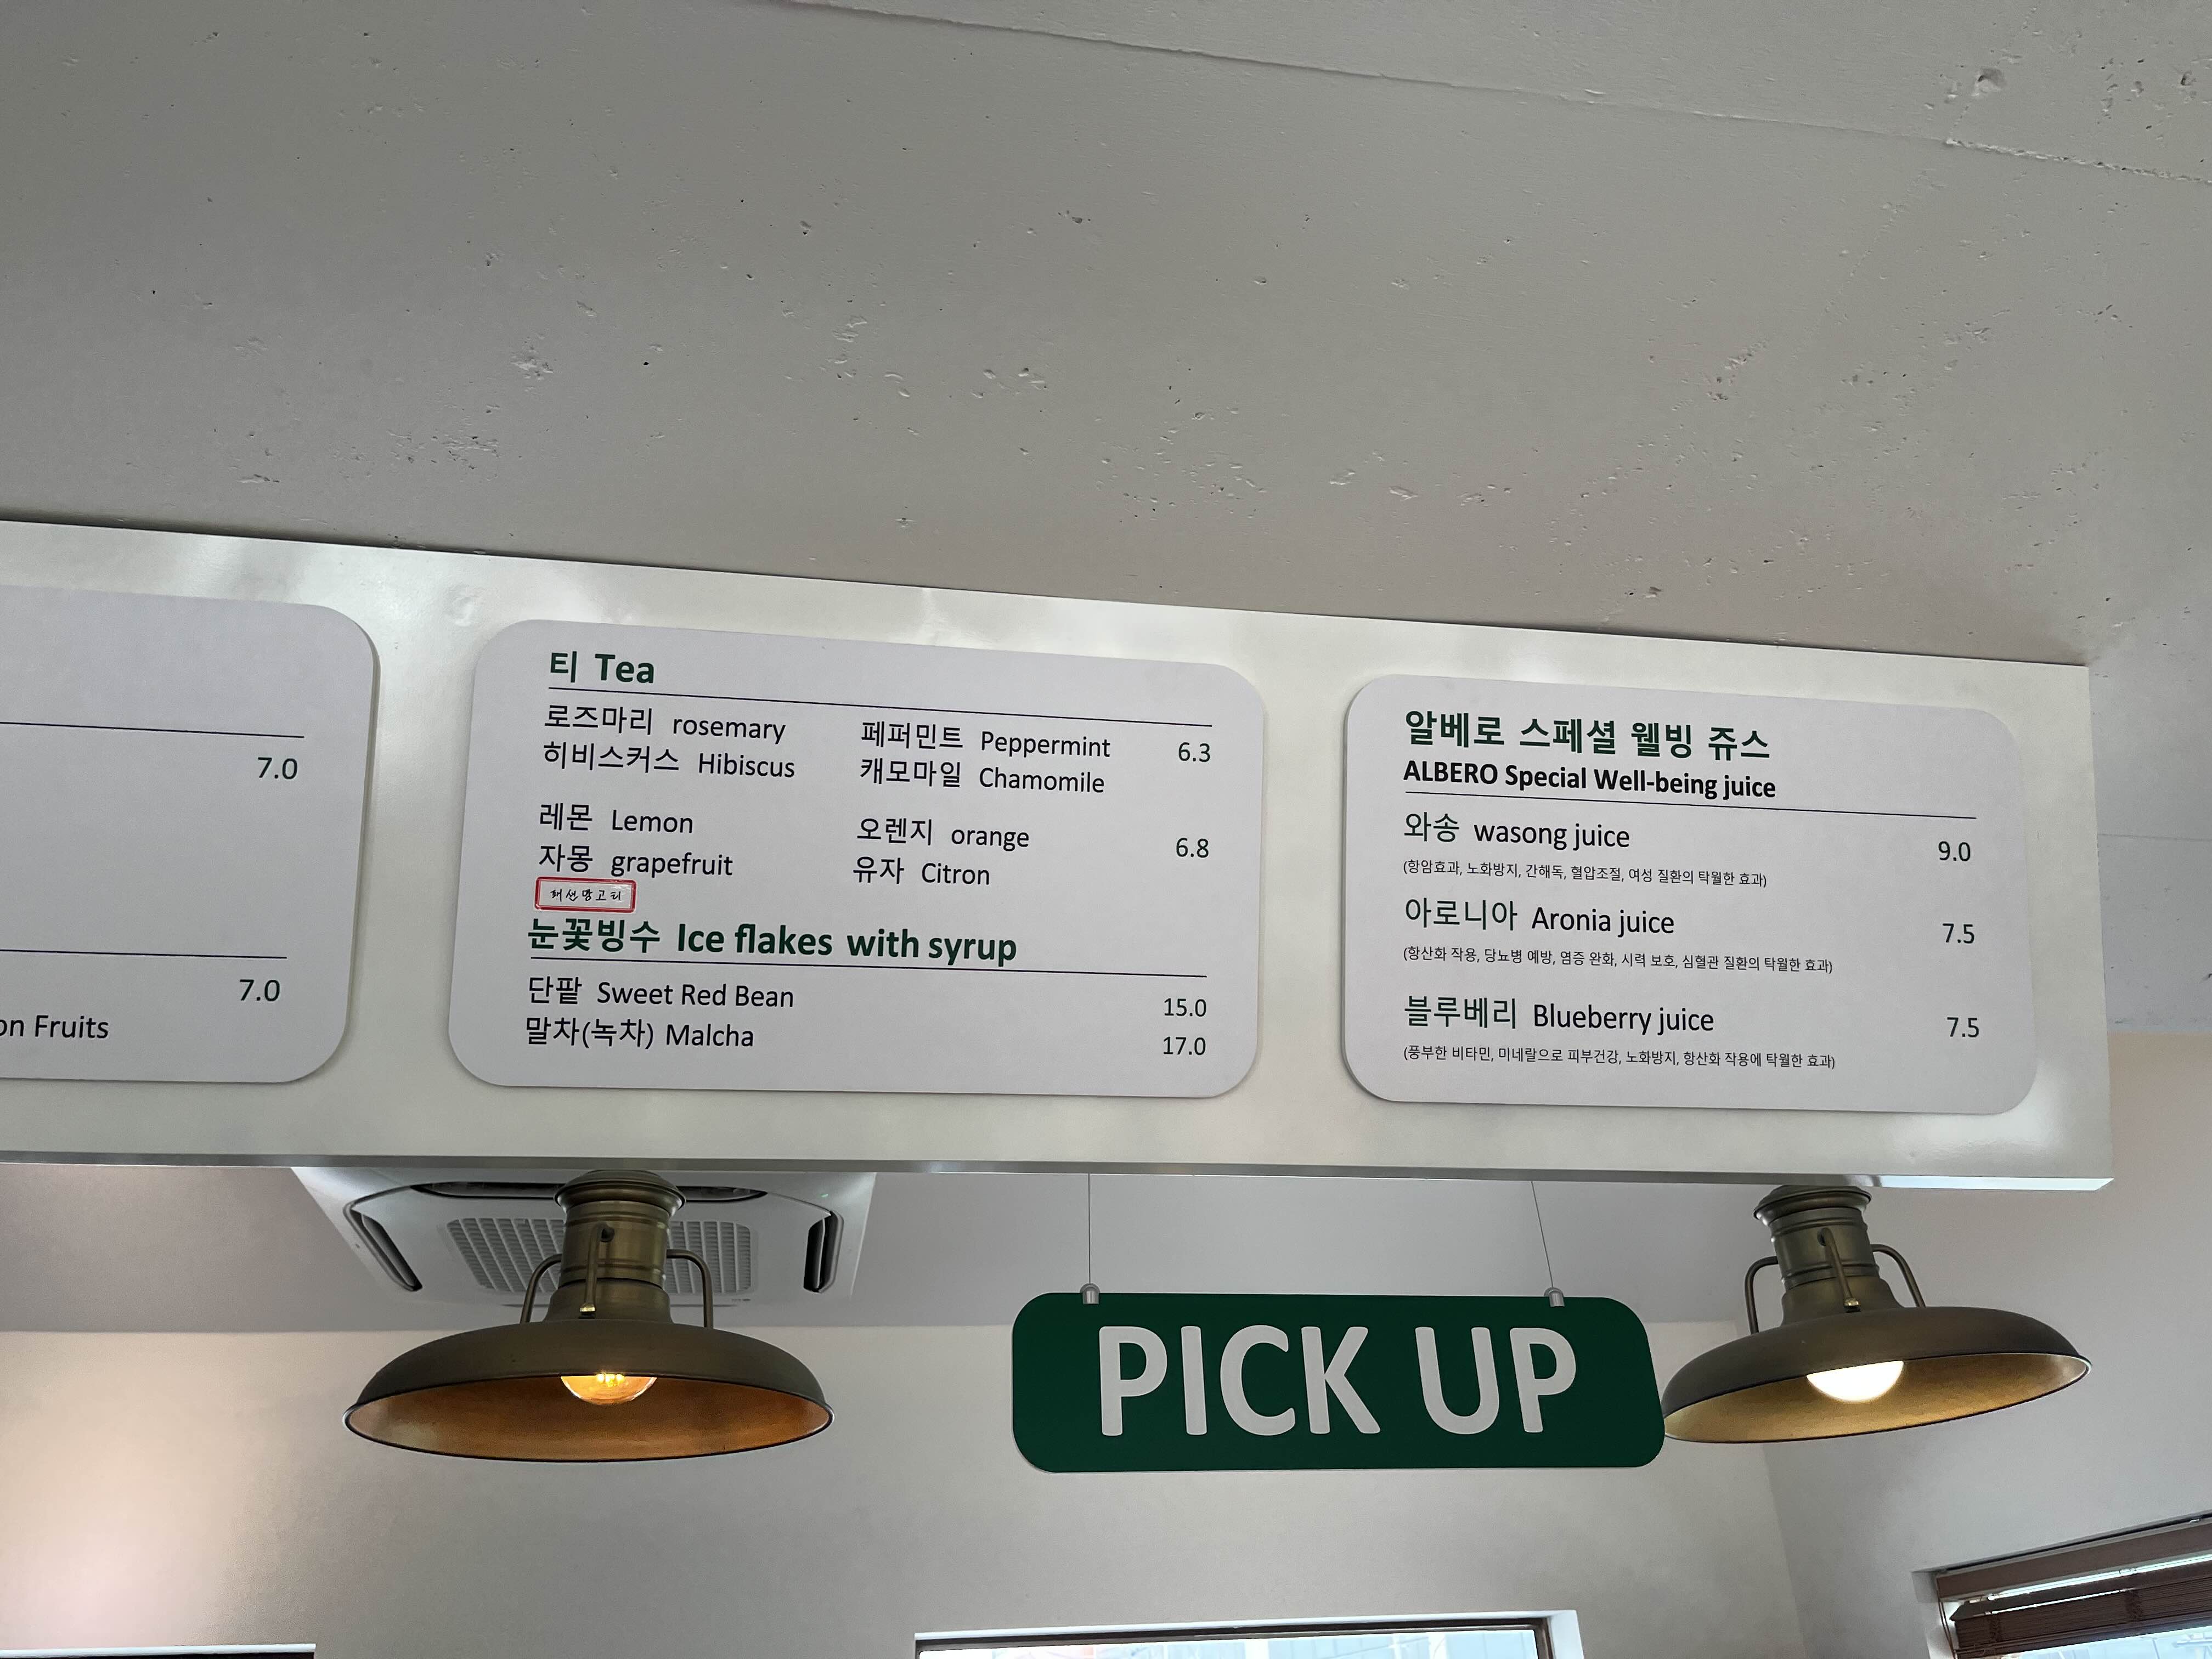 7.0
7.0
on Fruits
티 Tea
로즈마리 rosemary 페퍼민트 Peppermint 6.3
히비스커스 Hibiscus 캐모마일 Chamomile
레몬 Lemon 오렌지 orange 6.8
자몽 grapefruit 유자 Citron
패션망고티
눈꽃빙수 Ice flakes with syrup
단팥 Sweet Red Bean 15.0
말차(녹차) Malcha 17.0
알베로 스페셜 웰빙 쥬스
ALBERO Special Well-being juice
와송 wasong juice 9.0
(항암효과, 노화방지, 간해독, 혈압조절, 여성 질환의 탁월한 효과)
아로니아 Aronia juice 7.5
(항산화 작용, 당뇨병 예방, 염증 완화, 시력 보호, 심혈관 질환의 탁월한 효과)
블루베리 Blueberry juice 7.5
(풍부한 비타민, 미네랄으로 피부건강, 노화방지, 항산화 작용에 탁월한 효과)
PICK UP